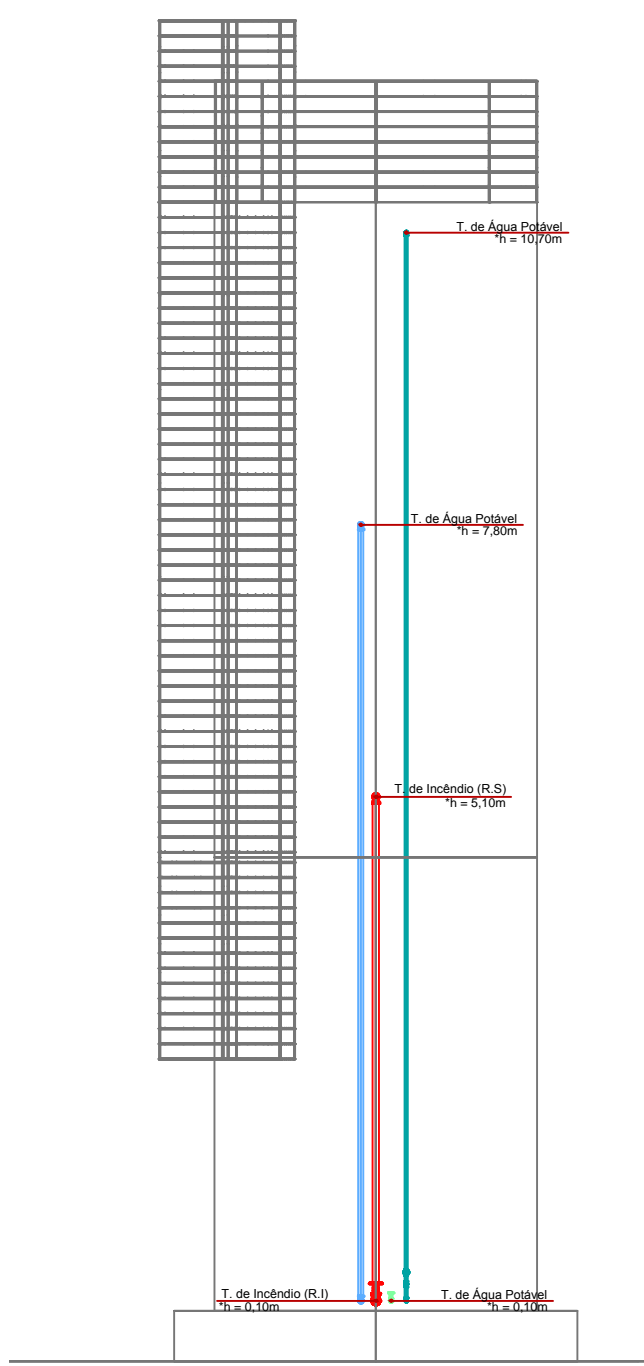 T. de Água Potável
*h = 10,70m
T. de Água Potável
*h = 7,80m
T. de Incêndio (R.S)
*h = 5,10m
T. de Incêndio (R.I)
*h = 0,10m
T. de Água Potável
*h = 0,10m